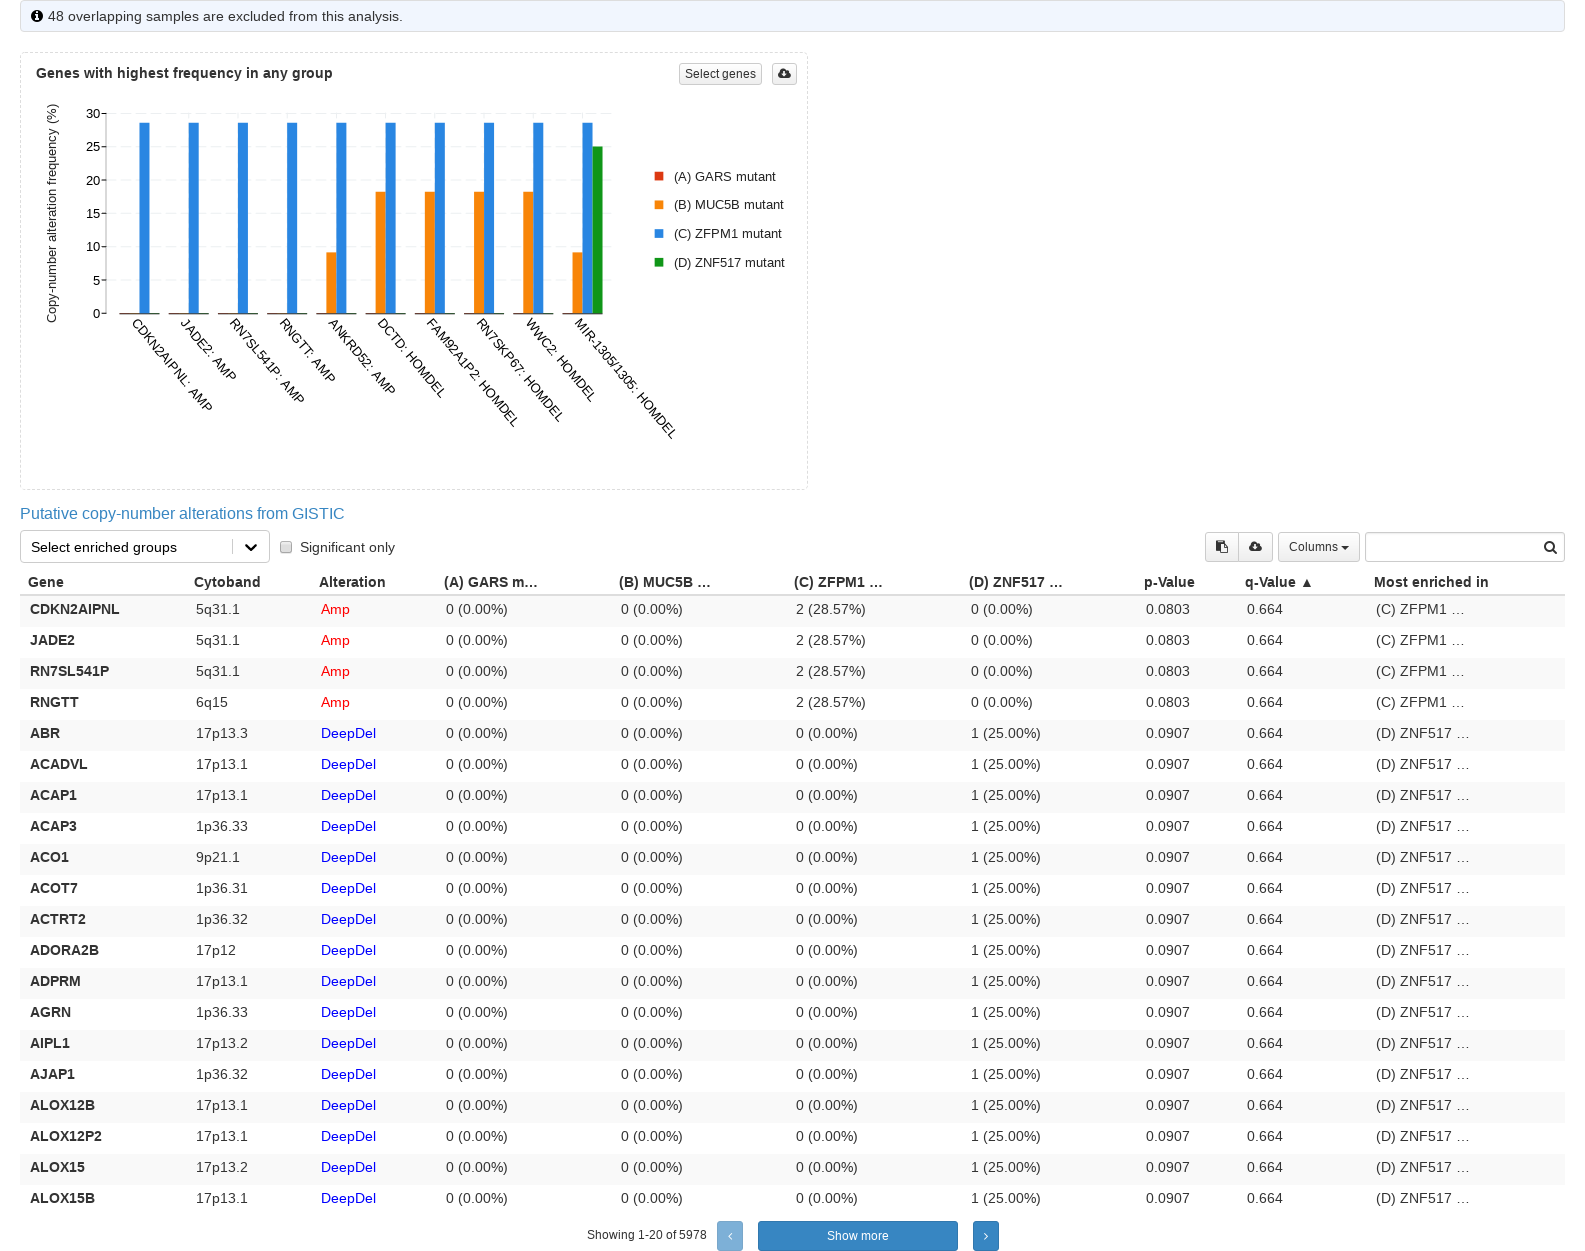 48 overlapping samples are excluded from this analysis.
Genes with highest frequency in any group
Select genes
Copy-number alteration frequency (%)
30
25
20
15
10
5
0
CDKN2AIPNL: AMP
JADE2: AMP
RN7SL541P: AMP
RNGTT: AMP
ANKRD52: AMP
DCTD: HOMDEL
FAM92A1P2: HOMDEL
RN7SKP67: HOMDEL
WWC2: HOMDEL
MIR-1305/1305: HOMDEL
(A) GARS mutant
(B) MUC5B mutant
(C) ZFPM1 mutant
(D) ZNF517 mutant
Putative copy-number alterations from GISTIC
Select enriched groups Significant only Columns
Gene Cytoband Alteration (A) GARS m… (B) MUC5B … (C) ZFPM1 … (D) ZNF517 … p-Value q-Value ▲ Most enriched in
CDKN2AIPNL 5q31.1 Amp 0 (0.00%) 0 (0.00%) 2 (28.57%) 0 (0.00%) 0.0803 0.664 (C) ZFPM1 …
JADE2 5q31.1 Amp 0 (0.00%) 0 (0.00%) 2 (28.57%) 0 (0.00%) 0.0803 0.664 (C) ZFPM1 …
RN7SL541P 5q31.1 Amp 0 (0.00%) 0 (0.00%) 2 (28.57%) 0 (0.00%) 0.0803 0.664 (C) ZFPM1 …
RNGTT 6q15 Amp 0 (0.00%) 0 (0.00%) 2 (28.57%) 0 (0.00%) 0.0803 0.664 (C) ZFPM1 …
ABR 17p13.3 DeepDel 0 (0.00%) 0 (0.00%) 0 (0.00%) 1 (25.00%) 0.0907 0.664 (D) ZNF517 …
ACADVL 17p13.1 DeepDel 0 (0.00%) 0 (0.00%) 0 (0.00%) 1 (25.00%) 0.0907 0.664 (D) ZNF517 …
ACAP1 17p13.1 DeepDel 0 (0.00%) 0 (0.00%) 0 (0.00%) 1 (25.00%) 0.0907 0.664 (D) ZNF517 …
ACAP3 1p36.33 DeepDel 0 (0.00%) 0 (0.00%) 0 (0.00%) 1 (25.00%) 0.0907 0.664 (D) ZNF517 …
ACO1 9p21.1 DeepDel 0 (0.00%) 0 (0.00%) 0 (0.00%) 1 (25.00%) 0.0907 0.664 (D) ZNF517 …
ACOT7 1p36.31 DeepDel 0 (0.00%) 0 (0.00%) 0 (0.00%) 1 (25.00%) 0.0907 0.664 (D) ZNF517 …
ACTRT2 1p36.32 DeepDel 0 (0.00%) 0 (0.00%) 0 (0.00%) 1 (25.00%) 0.0907 0.664 (D) ZNF517 …
ADORA2B 17p12 DeepDel 0 (0.00%) 0 (0.00%) 0 (0.00%) 1 (25.00%) 0.0907 0.664 (D) ZNF517 …
ADPRM 17p13.1 DeepDel 0 (0.00%) 0 (0.00%) 0 (0.00%) 1 (25.00%) 0.0907 0.664 (D) ZNF517 …
AGRN 1p36.33 DeepDel 0 (0.00%) 0 (0.00%) 0 (0.00%) 1 (25.00%) 0.0907 0.664 (D) ZNF517 …
AIPL1 17p13.2 DeepDel 0 (0.00%) 0 (0.00%) 0 (0.00%) 1 (25.00%) 0.0907 0.664 (D) ZNF517 …
AJAP1 1p36.32 DeepDel 0 (0.00%) 0 (0.00%) 0 (0.00%) 1 (25.00%) 0.0907 0.664 (D) ZNF517 …
ALOX12B 17p13.1 DeepDel 0 (0.00%) 0 (0.00%) 0 (0.00%) 1 (25.00%) 0.0907 0.664 (D) ZNF517 …
ALOX12P2 17p13.1 DeepDel 0 (0.00%) 0 (0.00%) 0 (0.00%) 1 (25.00%) 0.0907 0.664 (D) ZNF517 …
ALOX15 17p13.2 DeepDel 0 (0.00%) 0 (0.00%) 0 (0.00%) 1 (25.00%) 0.0907 0.664 (D) ZNF517 …
ALOX15B 17p13.1 DeepDel 0 (0.00%) 0 (0.00%) 0 (0.00%) 1 (25.00%) 0.0907 0.664 (D) ZNF517 …
Showing 1-20 of 5978 ‹ Show more ›